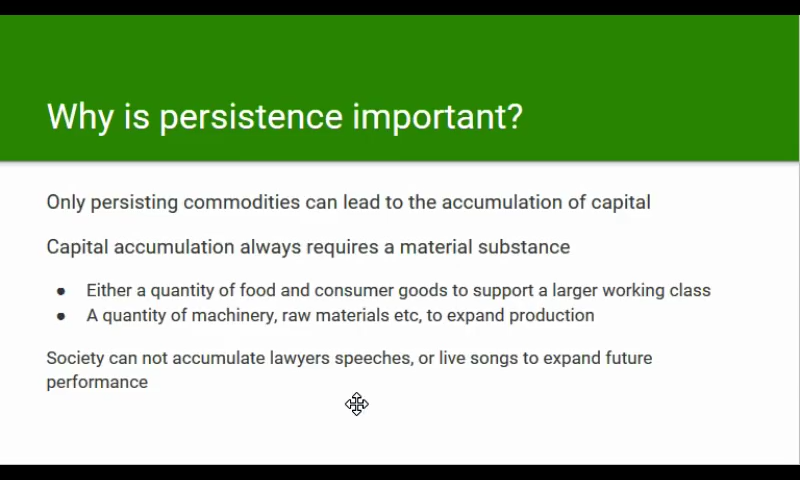 Why is persistence important?
Only persisting commodities can lead to the accumulation of capital
Capital accumulation always requires a material substance
● Either a quantity of food and consumer goods to support a larger working class
● A quantity of machinery, raw materials etc, to expand production
Society can not accumulate lawyers speeches, or live songs to expand future
performance